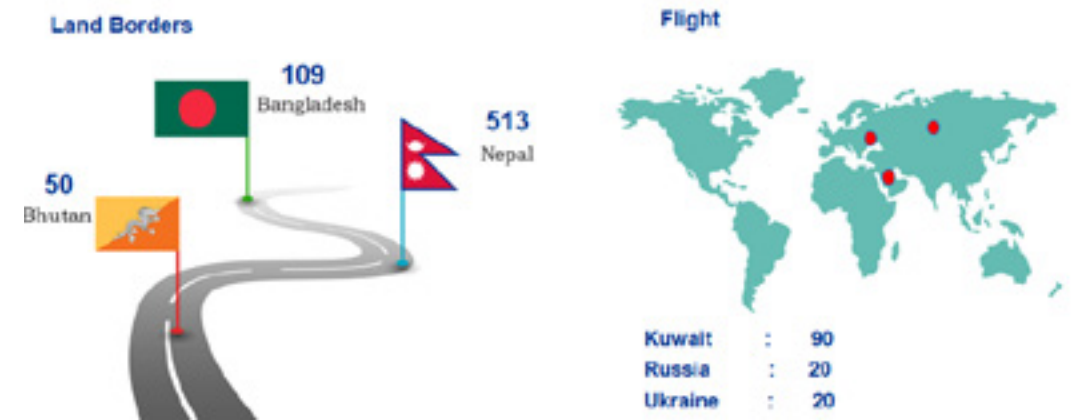 Land Borders
109
Bangladesh
513
Nepal
50
Bhutan
Flight
Kuwait : 90
Russia : 20
Ukraine : 20